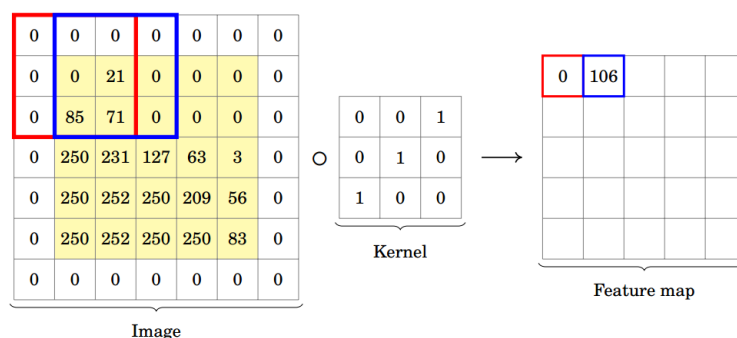 0 0 0 0 0 0 0
0 0 21 0 0 0 0
0 106
0 85 71 0 0 0 0
0 0 1
0 250 231 127 63 3 0
0 1 0
0 250 252 250 209 56 0
1 0 0
0 250 252 250 250 83 0
Kernel
0 0 0 0 0 0 0
Feature map
Image